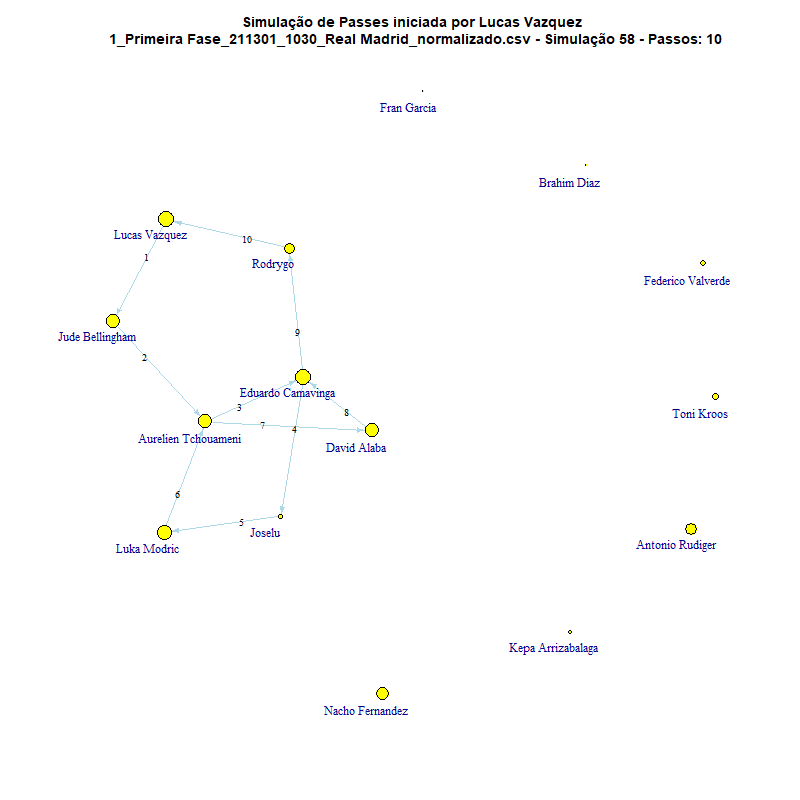 Simulação de Passes iniciada por Lucas Vazquez
1_Primeira Fase_211301_1030_Real Madrid_normalizado.csv - Simulação 58 - Passos: 10
Fran Garcia
Brahim Diaz
Lucas Vazquez
10
Rodrygo
1
Federico Valverde
9
Jude Bellingham
2
Eduardo Camavinga
3
8
Toni Kroos
7
4
Aurelien Tchouameni
David Alaba
6
5
Joselu
Luka Modric
Antonio Rudiger
Kepa Arrizabalaga
Nacho Fernandez